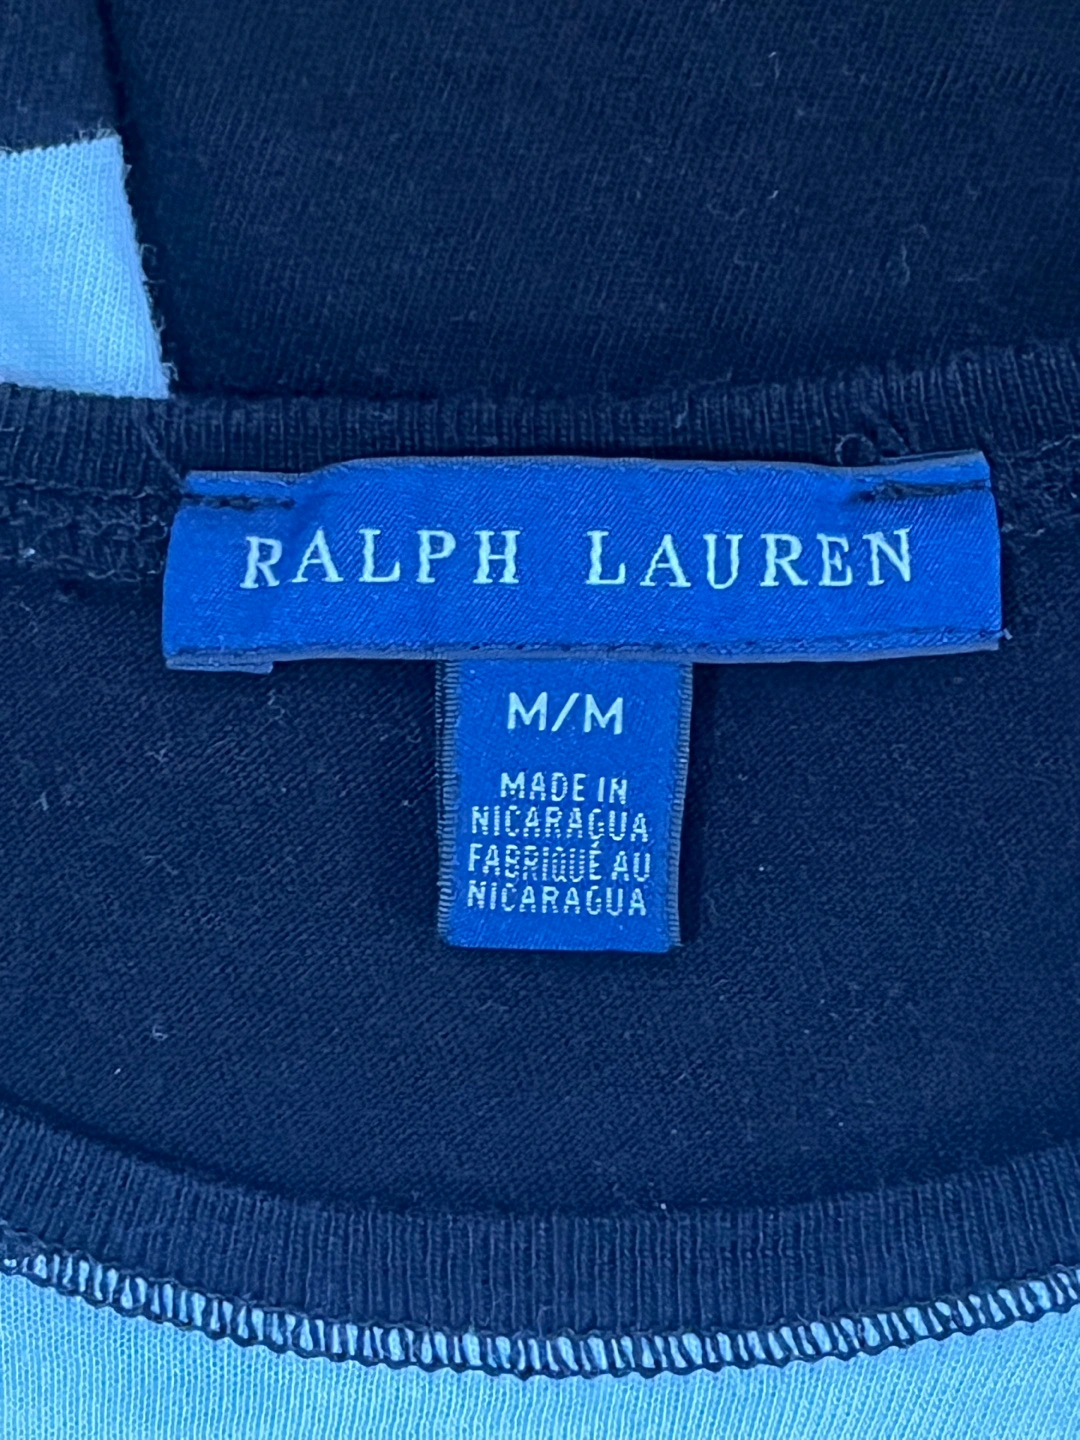 RALPH LAUREN
M/M
MADE IN
NICARAGUA
FABRIQUÉ AU
NICARAGUA